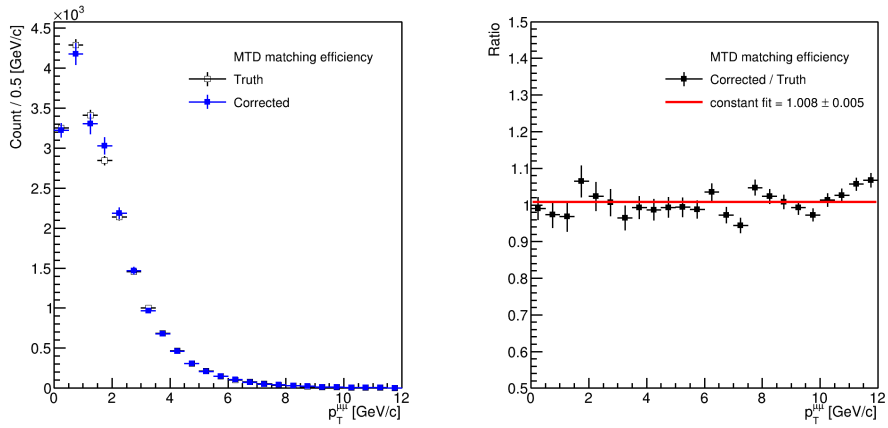 ×10³
Count / 0.5 [GeV/c]
4.5
4
3.5
3
2.5
2
1.5
1
0.5
0
MTD matching efficiency
Truth
Corrected
0 2 4 6 8 10 12
p_T^μμ [GeV/c]
Ratio
1.5
1.4
1.3
1.2
1.1
1
0.9
0.8
0.7
0.6
0.5
MTD matching efficiency
Corrected / Truth
constant fit = 1.008 ± 0.005
0 2 4 6 8 10 12
p_T^μμ [GeV/c]